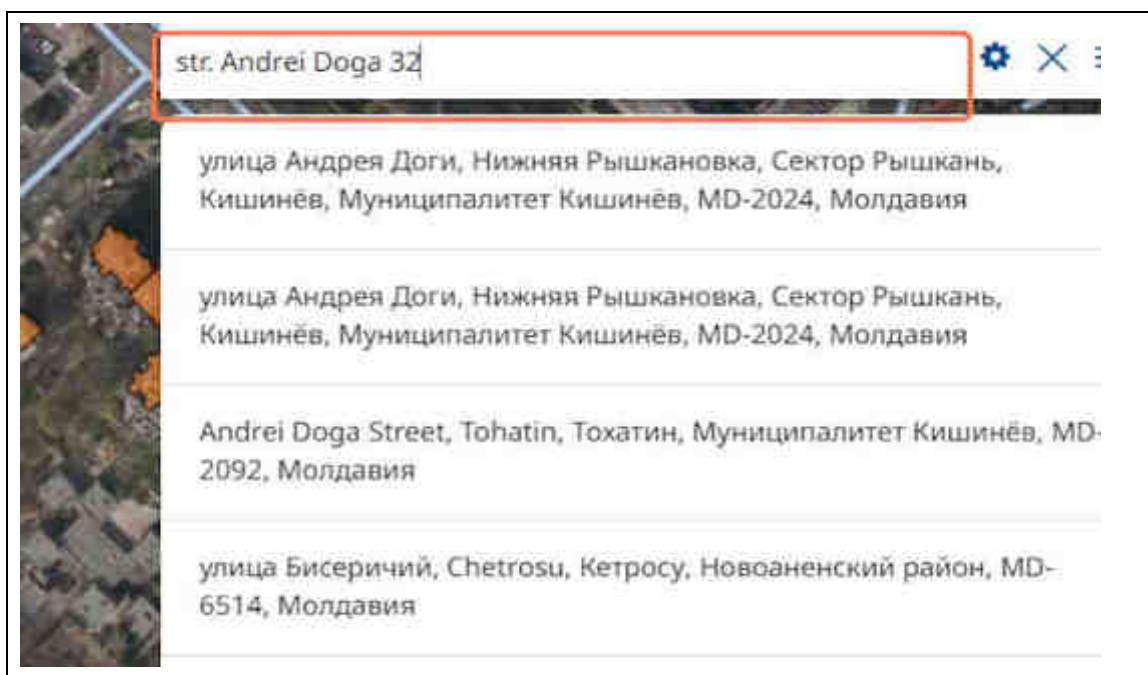 str. Andrei Doga 32
улица Андрея Доги, Нижняя Рышкановка, Сектор Рышкань,
Кишинёв, Муниципалитет Кишинёв, MD-2024, Молдавия
улица Андрея Доги, Нижняя Рышкановка, Сектор Рышкань,
Кишинёв, Муниципалитет Кишинёв, MD-2024, Молдавия
Andrei Doga Street, Tohatin, Тохатин, Муниципалитет Кишинёв, MD-
2092, Молдавия
улица Бисеричий, Chetrosu, Кетросу, Новоаненский район, MD-
6514, Молдавия